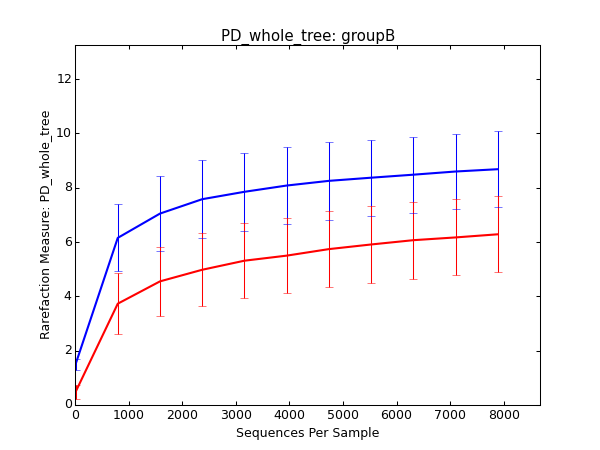 PD_whole_tree: groupB
Rarefaction Measure: PD_whole_tree
12
10
8
6
4
2
0
0 1000 2000 3000 4000 5000 6000 7000 8000
Sequences Per Sample